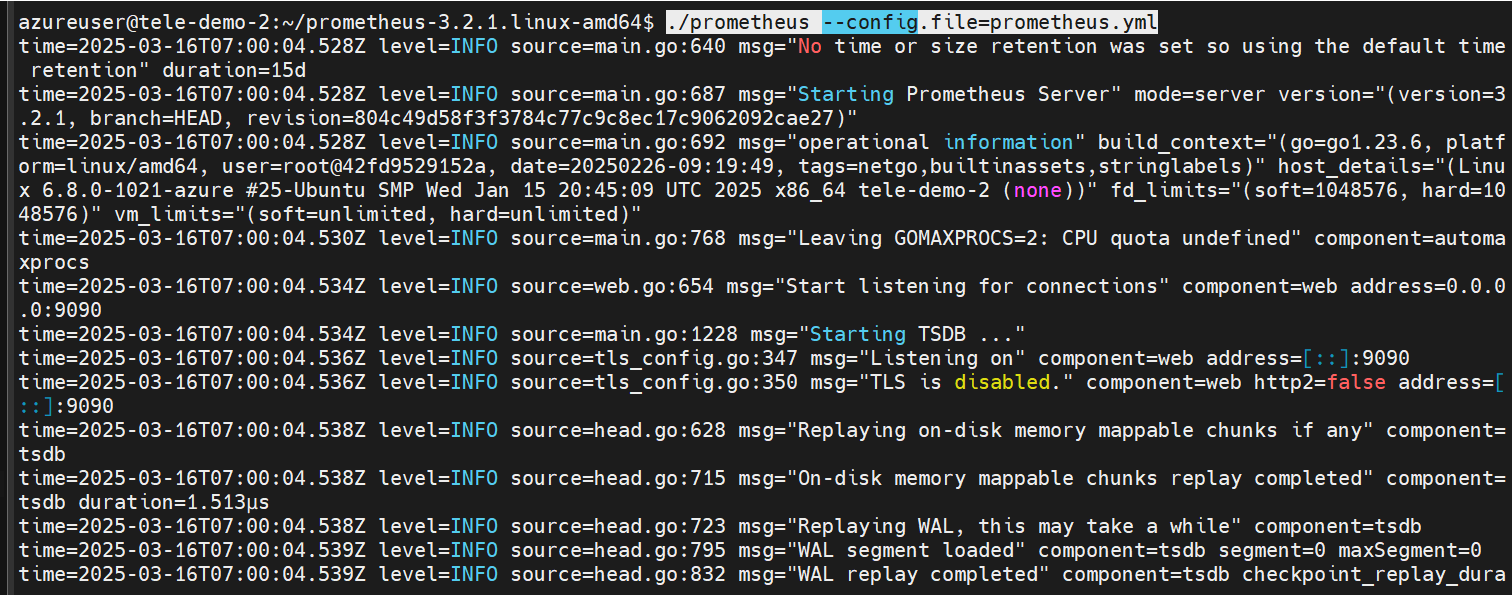 azureuser@tele-demo-2:~/prometheus-3.2.1.linux-amd64$ ./prometheus --config.file=prometheus.yml
time=2025-03-16T07:00:04.528Z level=INFO source=main.go:640 msg="No time or size retention was set so using the default time
 retention" duration=15d
time=2025-03-16T07:00:04.528Z level=INFO source=main.go:687 msg="Starting Prometheus Server" mode=server version="(version=3
.2.1, branch=HEAD, revision=804c49d58f3f3784c77c9c8ec17c9062092cae27)"
time=2025-03-16T07:00:04.528Z level=INFO source=main.go:692 msg="operational information" build_context="(go=go1.23.6, platf
orm=linux/amd64, user=root@42fd9529152a, date=20250226-09:19:49, tags=netgo,builtinassets,stringlabels)" host_details="(Linu
x 6.8.0-1021-azure #25-Ubuntu SMP Wed Jan 15 20:45:09 UTC 2025 x86_64 tele-demo-2 (none))" fd_limits="(soft=1048576, hard=10
48576)" vm_limits="(soft=unlimited, hard=unlimited)"
time=2025-03-16T07:00:04.530Z level=INFO source=main.go:768 msg="Leaving GOMAXPROCS=2: CPU quota undefined" component=automa
xprocs
time=2025-03-16T07:00:04.534Z level=INFO source=web.go:654 msg="Start listening for connections" component=web address=0.0.0
.0:9090
time=2025-03-16T07:00:04.534Z level=INFO source=main.go:1228 msg="Starting TSDB ..."
time=2025-03-16T07:00:04.536Z level=INFO source=tls_config.go:347 msg="Listening on" component=web address=[::]:9090
time=2025-03-16T07:00:04.536Z level=INFO source=tls_config.go:350 msg="TLS is disabled." component=web http2=false address=[
::]:9090
time=2025-03-16T07:00:04.538Z level=INFO source=head.go:628 msg="Replaying on-disk memory mappable chunks if any" component=
tsdb
time=2025-03-16T07:00:04.538Z level=INFO source=head.go:715 msg="On-disk memory mappable chunks replay completed" component=
tsdb duration=1.513µs
time=2025-03-16T07:00:04.538Z level=INFO source=head.go:723 msg="Replaying WAL, this may take a while" component=tsdb
time=2025-03-16T07:00:04.539Z level=INFO source=head.go:795 msg="WAL segment loaded" component=tsdb segment=0 maxSegment=0
time=2025-03-16T07:00:04.539Z level=INFO source=head.go:832 msg="WAL replay completed" component=tsdb checkpoint_replay_dura